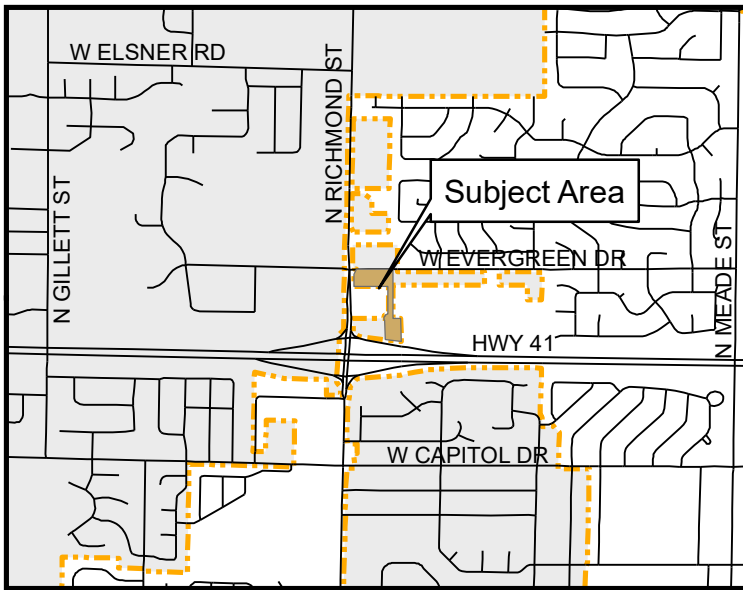 W ELSNER RD
N RICHMOND ST
Subject Area
N GILLETT ST
W EVERGREEN DR
N MEADE ST
HWY 41
W CAPITOL DR